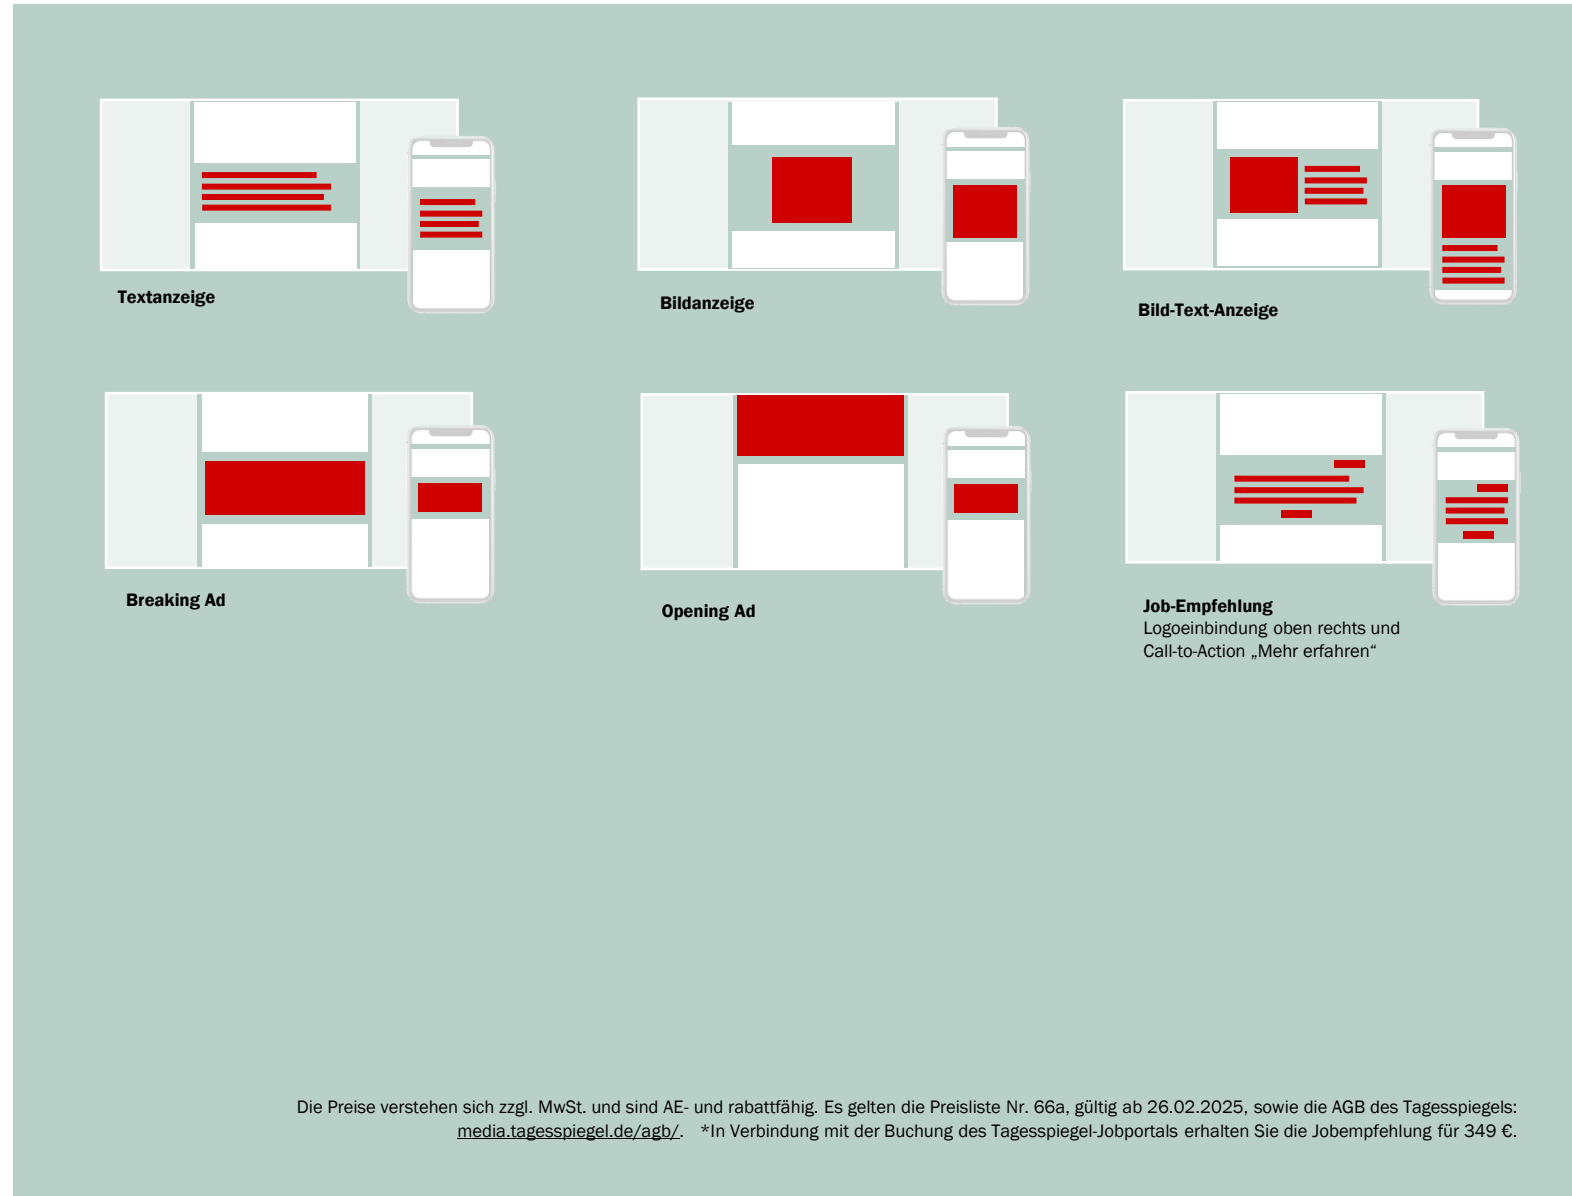 Textanzeige
Bildanzeige
Bild-Text-Anzeige
Breaking Ad
Opening Ad
Job-Empfehlung
Logoeinbindung oben rechts und
Call-to-Action „Mehr erfahren“
Die Preise verstehen sich zzgl. MwSt. und sind AE- und rabattfähig. Es gelten die Preisliste Nr. 66a, gültig ab 26.02.2025, sowie die AGB des Tagesspiegels:
media.tagesspiegel.de/agb/. *In Verbindung mit der Buchung des Tagesspiegel-Jobportals erhalten Sie die Jobempfehlung für 349 €.